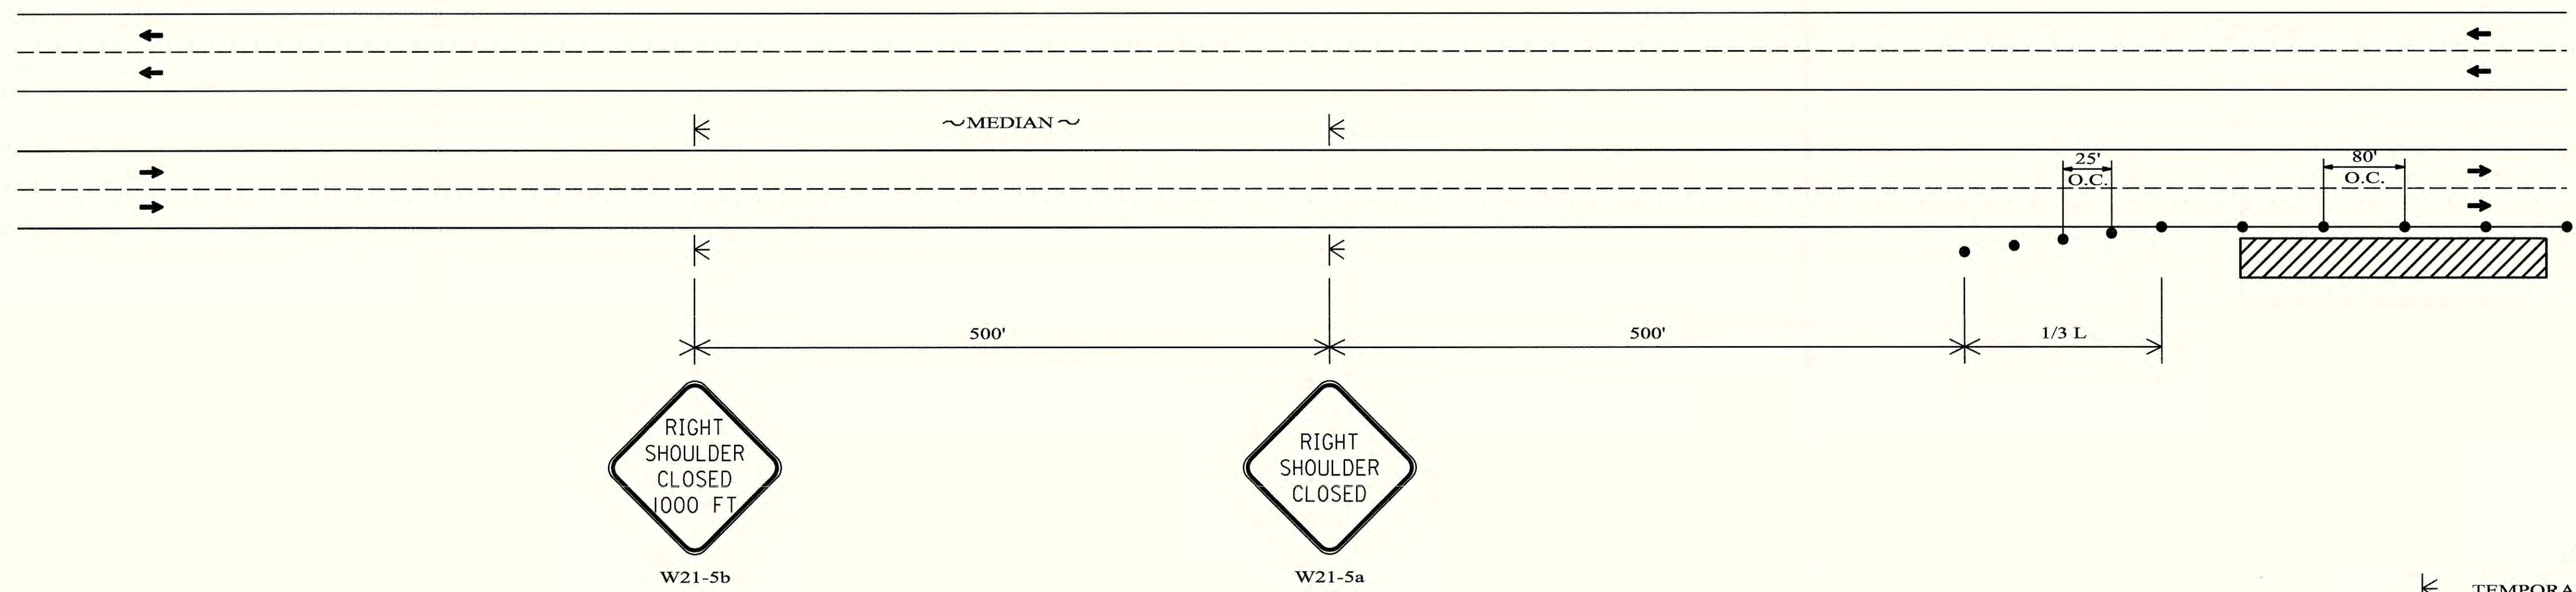 ~MEDIAN~
25'
O.C.
80'
O.C.
500'
500'
1/3 L
RIGHT
SHOULDER
CLOSED
1000 FT
W21-5b
RIGHT
SHOULDER
CLOSED
W21-5a